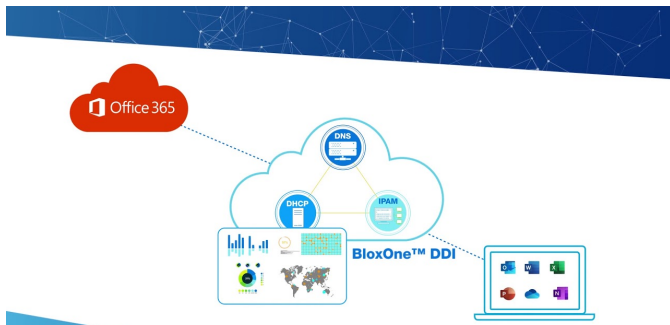 Office 365
DNS
DHCP
IPAM
BloxOne™ DDI
W
X
N